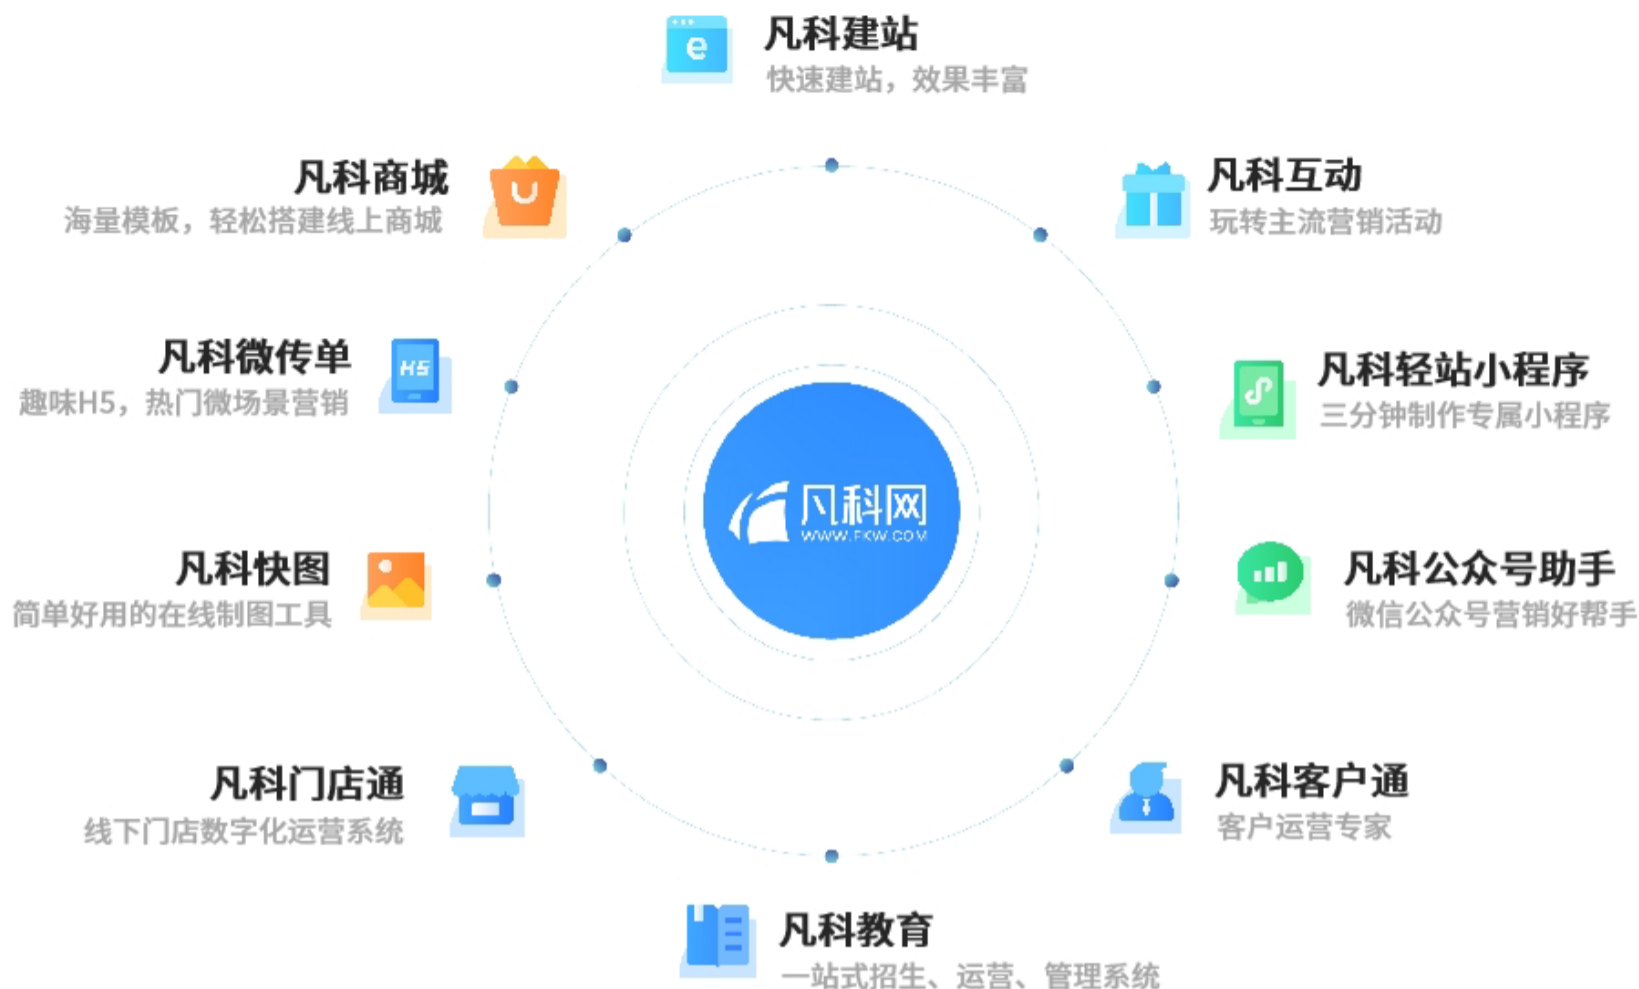 凡科建站
快速建站，效果丰富
凡科商城
海量模板，轻松搭建线上商城
凡科互动
玩转主流营销活动
凡科微传单
趣味H5，热门微场景营销
H5
凡科轻站小程序
三分钟制作专属小程序
凡科网
WWW.FKW.COM
凡科快图
简单好用的在线制图工具
凡科公众号助手
微信公众号营销好帮手
凡科门店通
线下门店数字化运营系统
凡科客户通
客户运营专家
凡科教育
一站式招生、运营、管理系统